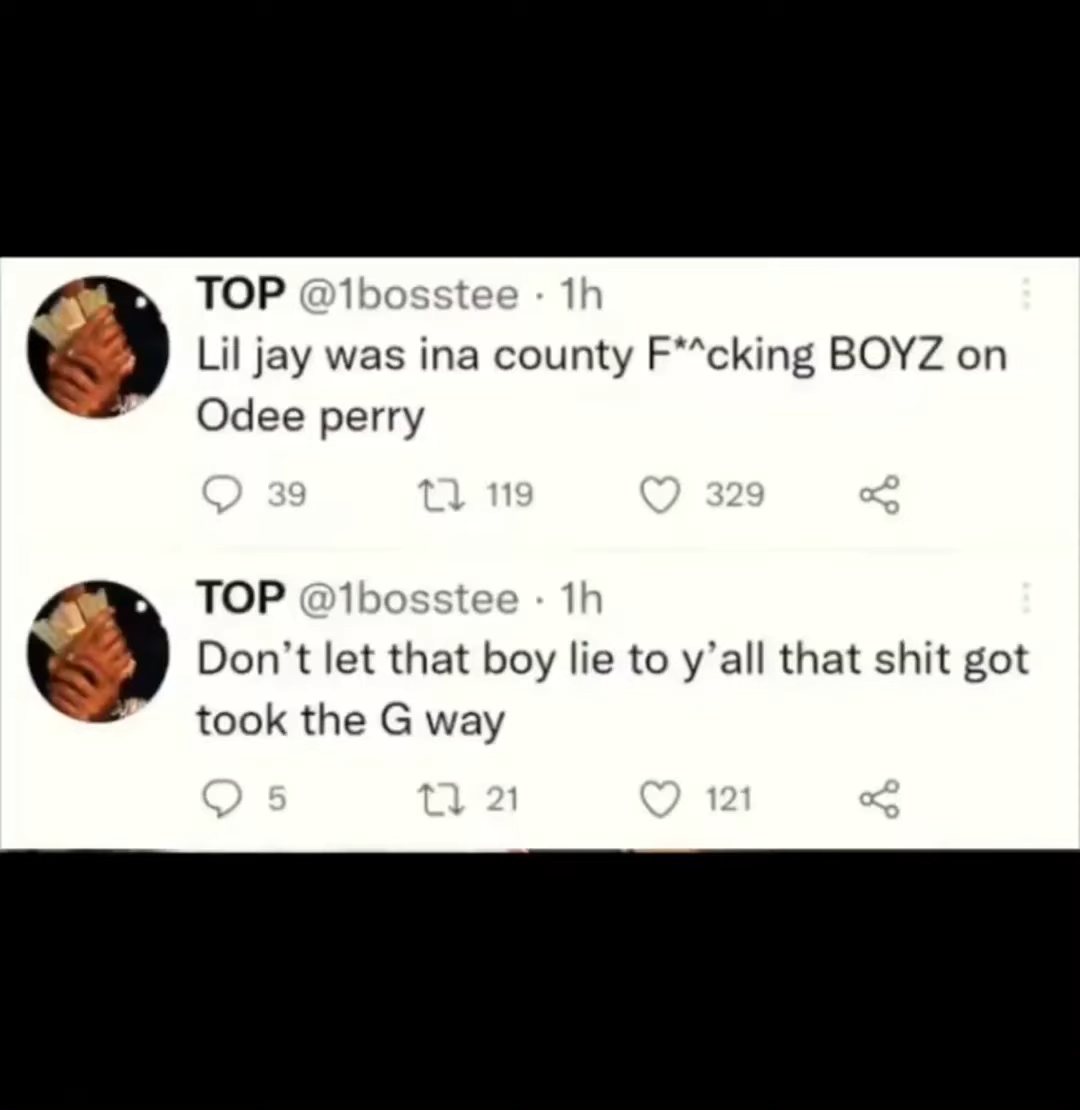 TOP @1bosstee · 1h
Lil jay was ina county F*^cking BOYZ on
Odee perry
39 119 329
TOP @1bosstee · 1h
Don’t let that boy lie to y’all that shit got
took the G way
5 21 121